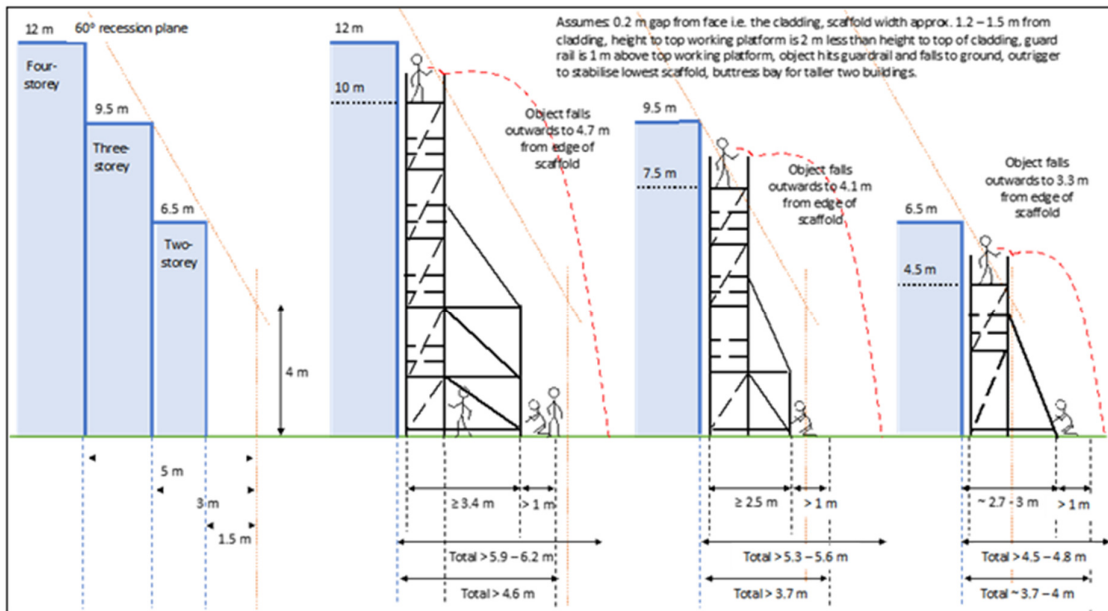 12 m
60° recession plane
Four-
storey
9.5 m
Three-
storey
6.5 m
Two-
storey
4 m
5 m
3 m
1.5 m
Assumes: 0.2 m gap from face i.e. the cladding, scaffold width approx. 1.2 – 1.5 m from
cladding, height to top working platform is 2 m less than height to top of cladding, guard
rail is 1 m above top working platform, object hits guardrail and falls to ground, outrigger
to stabilise lowest scaffold, buttress bay for taller two buildings.
12 m
10 m
Object falls
outwards to 4.7 m
from edge of
scaffold
≥ 3.4 m
> 1 m
Total > 5.9 – 6.2 m
Total > 4.6 m
9.5 m
7.5 m
Object falls
outwards to 4.1 m
from edge of
scaffold
≥ 2.5 m
> 1 m
Total > 5.3 – 5.6 m
Total > 3.7 m
6.5 m
4.5 m
Object falls
outwards to 3.3 m
from edge of
scaffold
~ 2.7 - 3 m
> 1 m
Total > 4.5 – 4.8 m
Total ~ 3.7 – 4 m